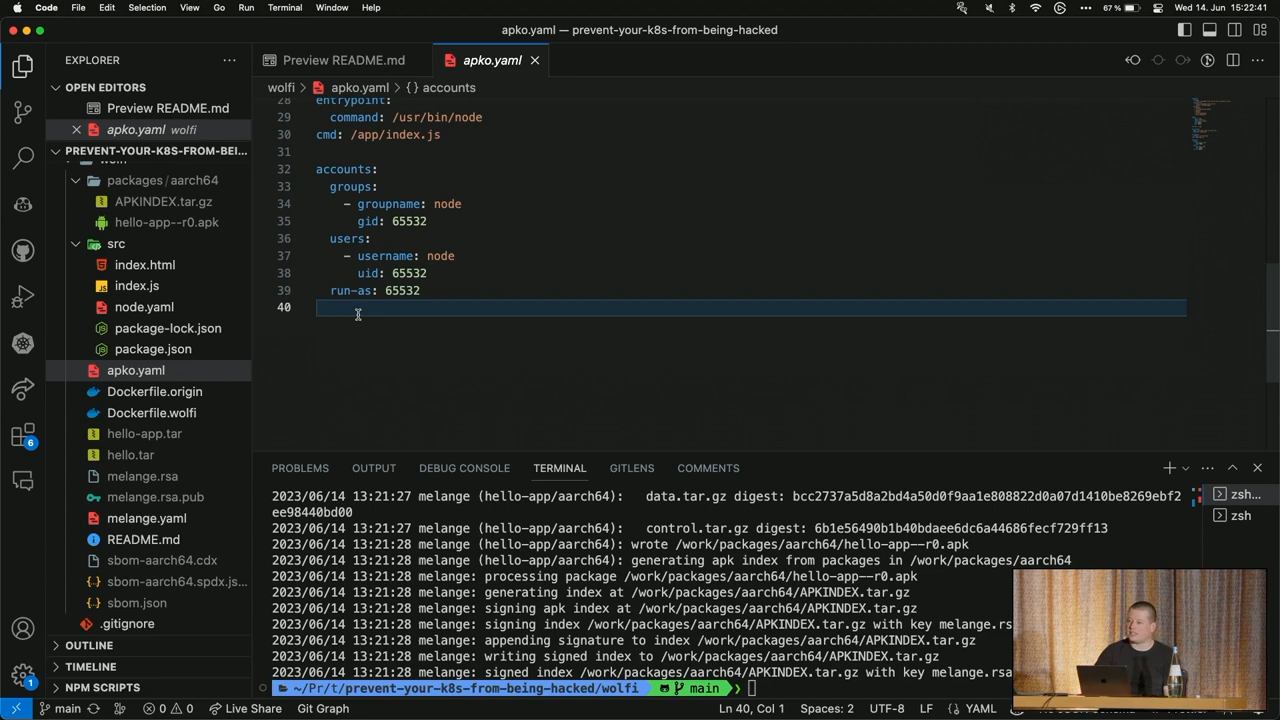 Code File Edit Selection View Go Run Terminal Window Help 67 % Wed 14. Jun 15:22:41
apko.yaml — prevent-your-k8s-from-being-hacked
EXPLORER
Preview README.md
apko.yaml
OPEN EDITORS
Preview README.md
apko.yaml wolfi
PREVENT-YOUR-K8S-FROM-BEI...
wolfi
packages / aarch64
APKINDEX.tar.gz
hello-app--r0.apk
src
index.html
index.js
node.yaml
package-lock.json
package.json
apko.yaml
Dockerfile.origin
Dockerfile.wolfi
hello-app.tar
hello.tar
melange.rsa
melange.rsa.pub
melange.yaml
README.md
sbom-aarch64.cdx
sbom-aarch64.spdx.js...
sbom.json
.gitignore
OUTLINE
TIMELINE
NPM SCRIPTS
6
1
wolfi > apko.yaml > {} accounts
28 entrypoint:
29 command: /usr/bin/node
30 cmd: /app/index.js
31
32 accounts:
33 groups:
34 - groupname: node
35 gid: 65532
36 users:
37 - username: node
38 uid: 65532
39 run-as: 65532
40
PROBLEMS OUTPUT DEBUG CONSOLE TERMINAL GITLENS COMMENTS
zsh...
zsh
2023/06/14 13:21:27 melange (hello-app/aarch64): data.tar.gz digest: bcc2737a5d8a2bd4a50d0f9aa1e808822d0a07d1410be8269ebf2
ee98440bd00
2023/06/14 13:21:27 melange (hello-app/aarch64): control.tar.gz digest: 6b1e56490b1b40bdaee6dc6a44686fecf729ff13
2023/06/14 13:21:28 melange (hello-app/aarch64): wrote /work/packages/aarch64/hello-app--r0.apk
2023/06/14 13:21:28 melange (hello-app/aarch64): generating apk index from packages in /work/packages/aarch64
2023/06/14 13:21:28 melange: processing package /work/packages/aarch64/hello-app--r0.apk
2023/06/14 13:21:28 melange: generating index at /work/packages/aarch64/APKINDEX.tar.gz
2023/06/14 13:21:28 melange: signing apk index at /work/packages/aarch64/APKINDEX.tar.gz
2023/06/14 13:21:28 melange: signing index /work/packages/aarch64/APKINDEX.tar.gz with key melange.rs
2023/06/14 13:21:28 melange: appending signature to index /work/packages/aarch64/APKINDEX.tar.gz
2023/06/14 13:21:28 melange: writing signed index to /work/packages/aarch64/APKINDEX.tar.gz
2023/06/14 13:21:28 melange: signed index /work/packages/aarch64/APKINDEX.tar.gz with key melange.rsa
~/Pr/t/prevent-your-k8s-from-being-hacked/wolfi main
main 0 0 Live Share Git Graph Ln 40, Col 1 Spaces: 2 UTF-8 LF {} YAML